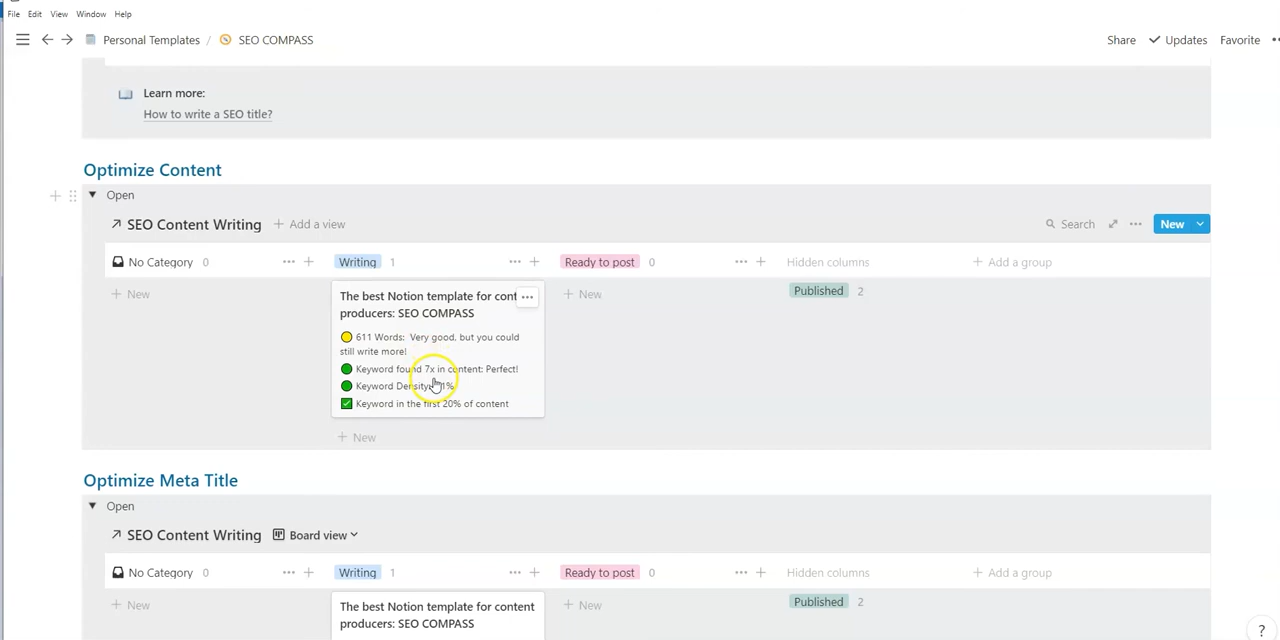 File Edit View Window Help
Personal Templates / SEO COMPASS Share Updates Favorite
Learn more:
How to write a SEO title?
Optimize Content
Open
SEO Content Writing Add a view Search New
No Category 0 Writing 1 Ready to post 0 Hidden columns Add a group
New New Published 2
The best Notion template for cont
producers: SEO COMPASS
611 Words: Very good, but you could
still write more!
Keyword found 7x in content: Perfect!
Keyword Density 1%
Keyword in the first 20% of content
New
Optimize Meta Title
Open
SEO Content Writing Board view
No Category 0 Writing 1 Ready to post 0 Hidden columns Add a group
New New Published 2
The best Notion template for content
producers: SEO COMPASS
?